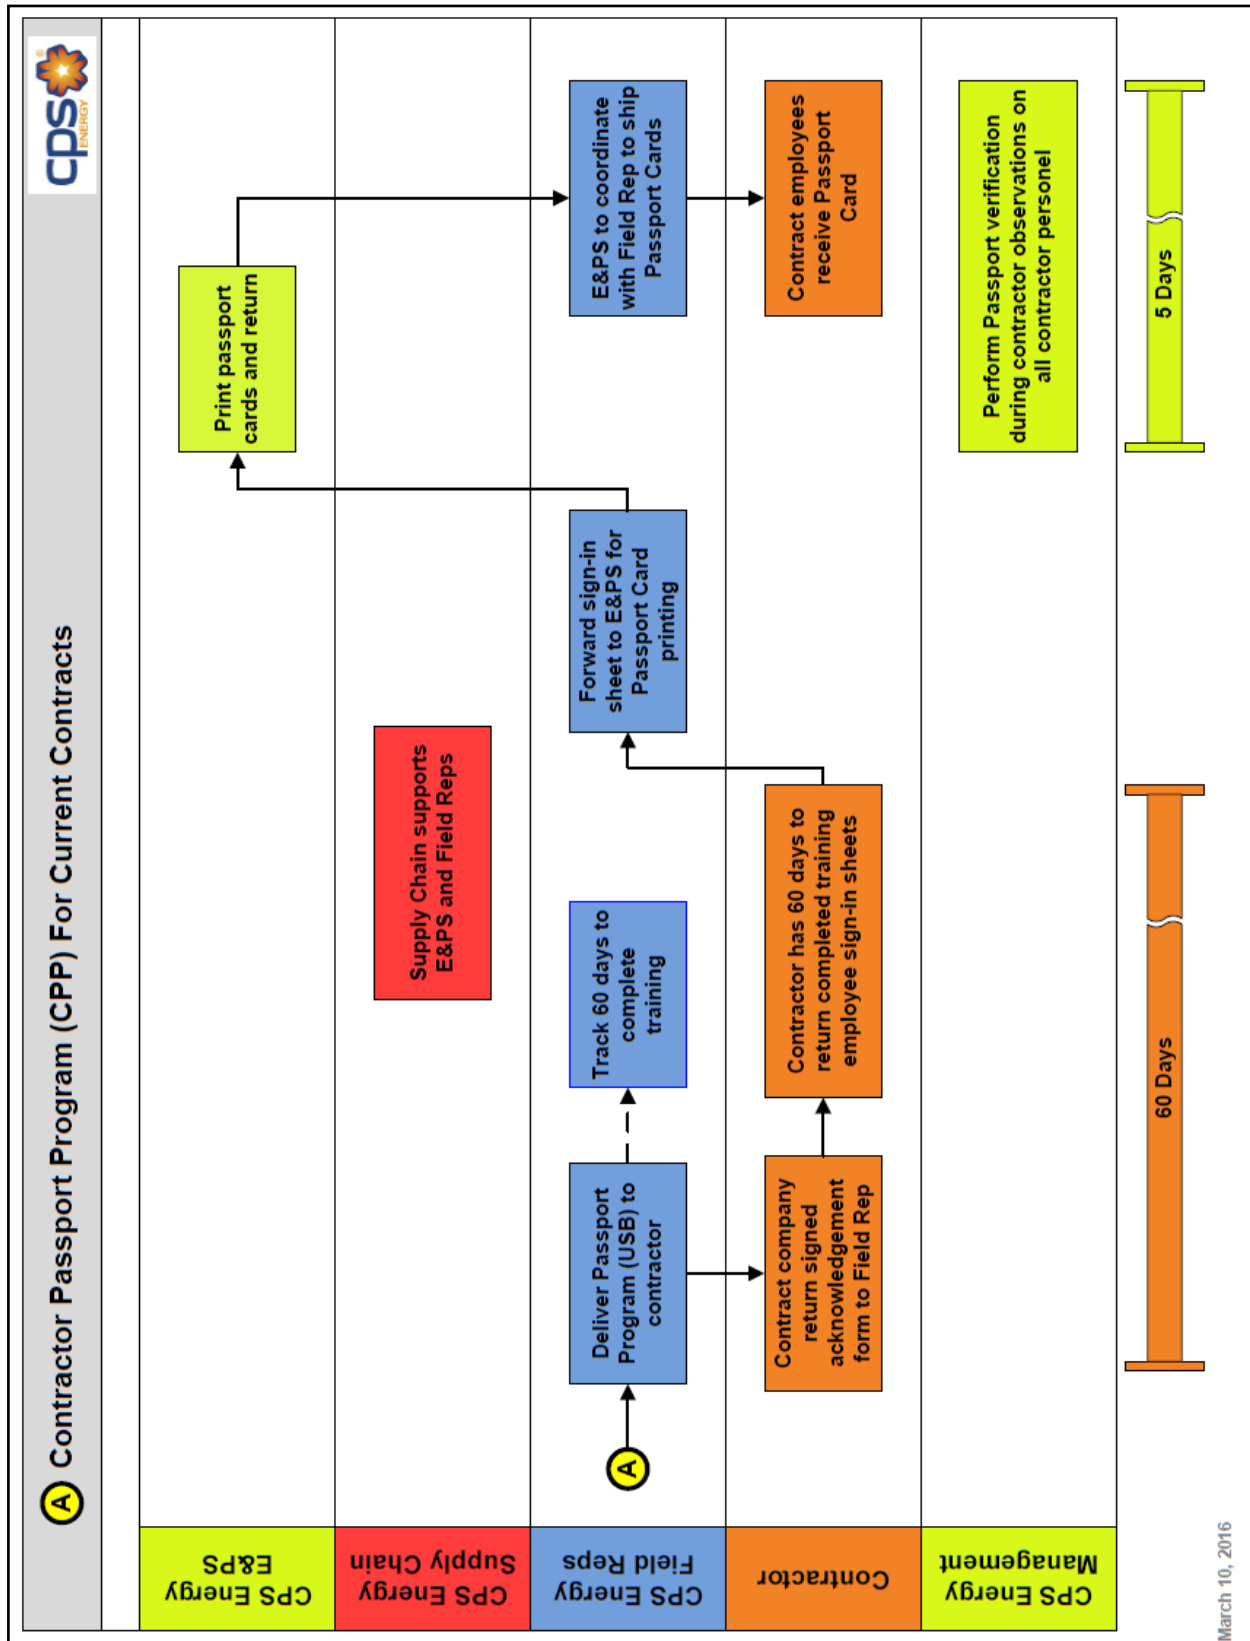 A Contractor Passport Program (CPP) For Current Contracts
cps
ENERGY
®
CPS Energy
E&PS
Print passport
cards and return
CPS Energy
Supply Chain
Supply Chain supports
E&PS and Field Reps
CPS Energy
Field Reps
A
Deliver Passport
Program (USB) to
contractor
Track 60 days to
complete
training
Forward sign-in
sheet to E&PS for
Passport Card
printing
E&PS to coordinate
with Field Rep to ship
Passport Cards
Contractor
Contract company
return signed
acknowledgement
form to Field Rep
Contractor has 60 days to
return completed training
employee sign-in sheets
Contract employees
receive Passport
Card
CPS Energy
Management
Perform Passport verification
during contractor observations on
all contractor personel
60 Days
5 Days
March 10, 2016